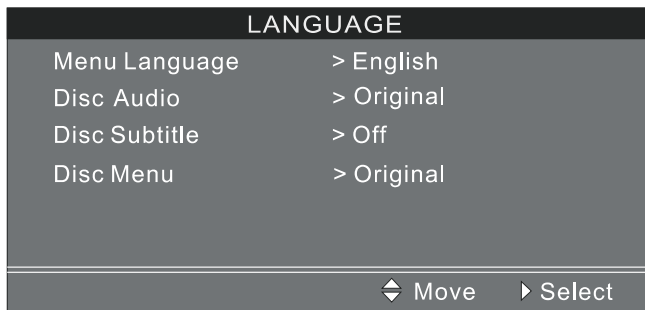 LANGUAGE
Menu Language > English
Disc Audio > Original
Disc Subtitle > Off
Disc Menu > Original
Move Select